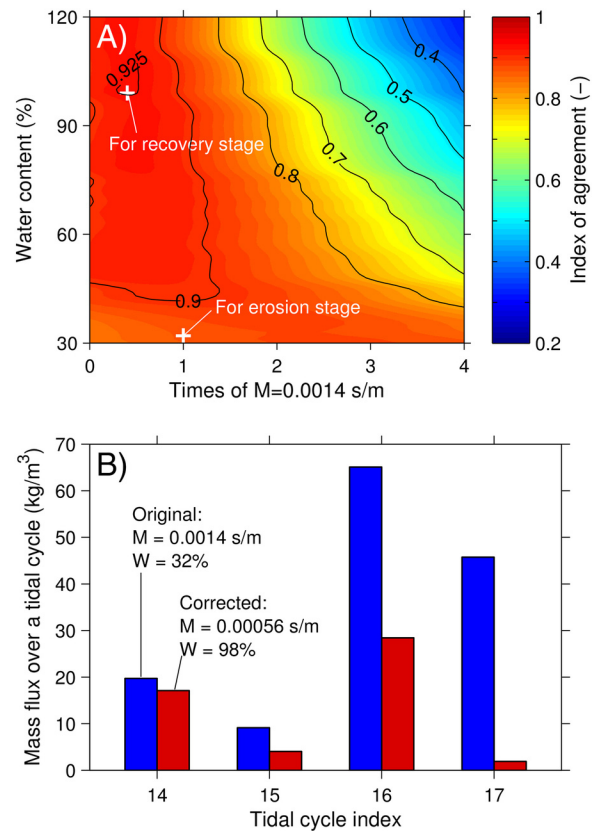 A)
120
90
60
30
Water content (%)
0.925
0.9
0.8
0.7
0.6
0.5
0.4
For recovery stage
For erosion stage
0
1
2
3
4
Times of M=0.0014 s/m
1
0.8
0.6
0.4
0.2
Index of agreement (−)
B)
70
60
50
40
30
20
10
0
Mass flux over a tidal cycle (kg/m³)
Original:
M = 0.0014 s/m
W = 32%
Corrected:
M = 0.00056 s/m
W = 98%
14
15
16
17
Tidal cycle index